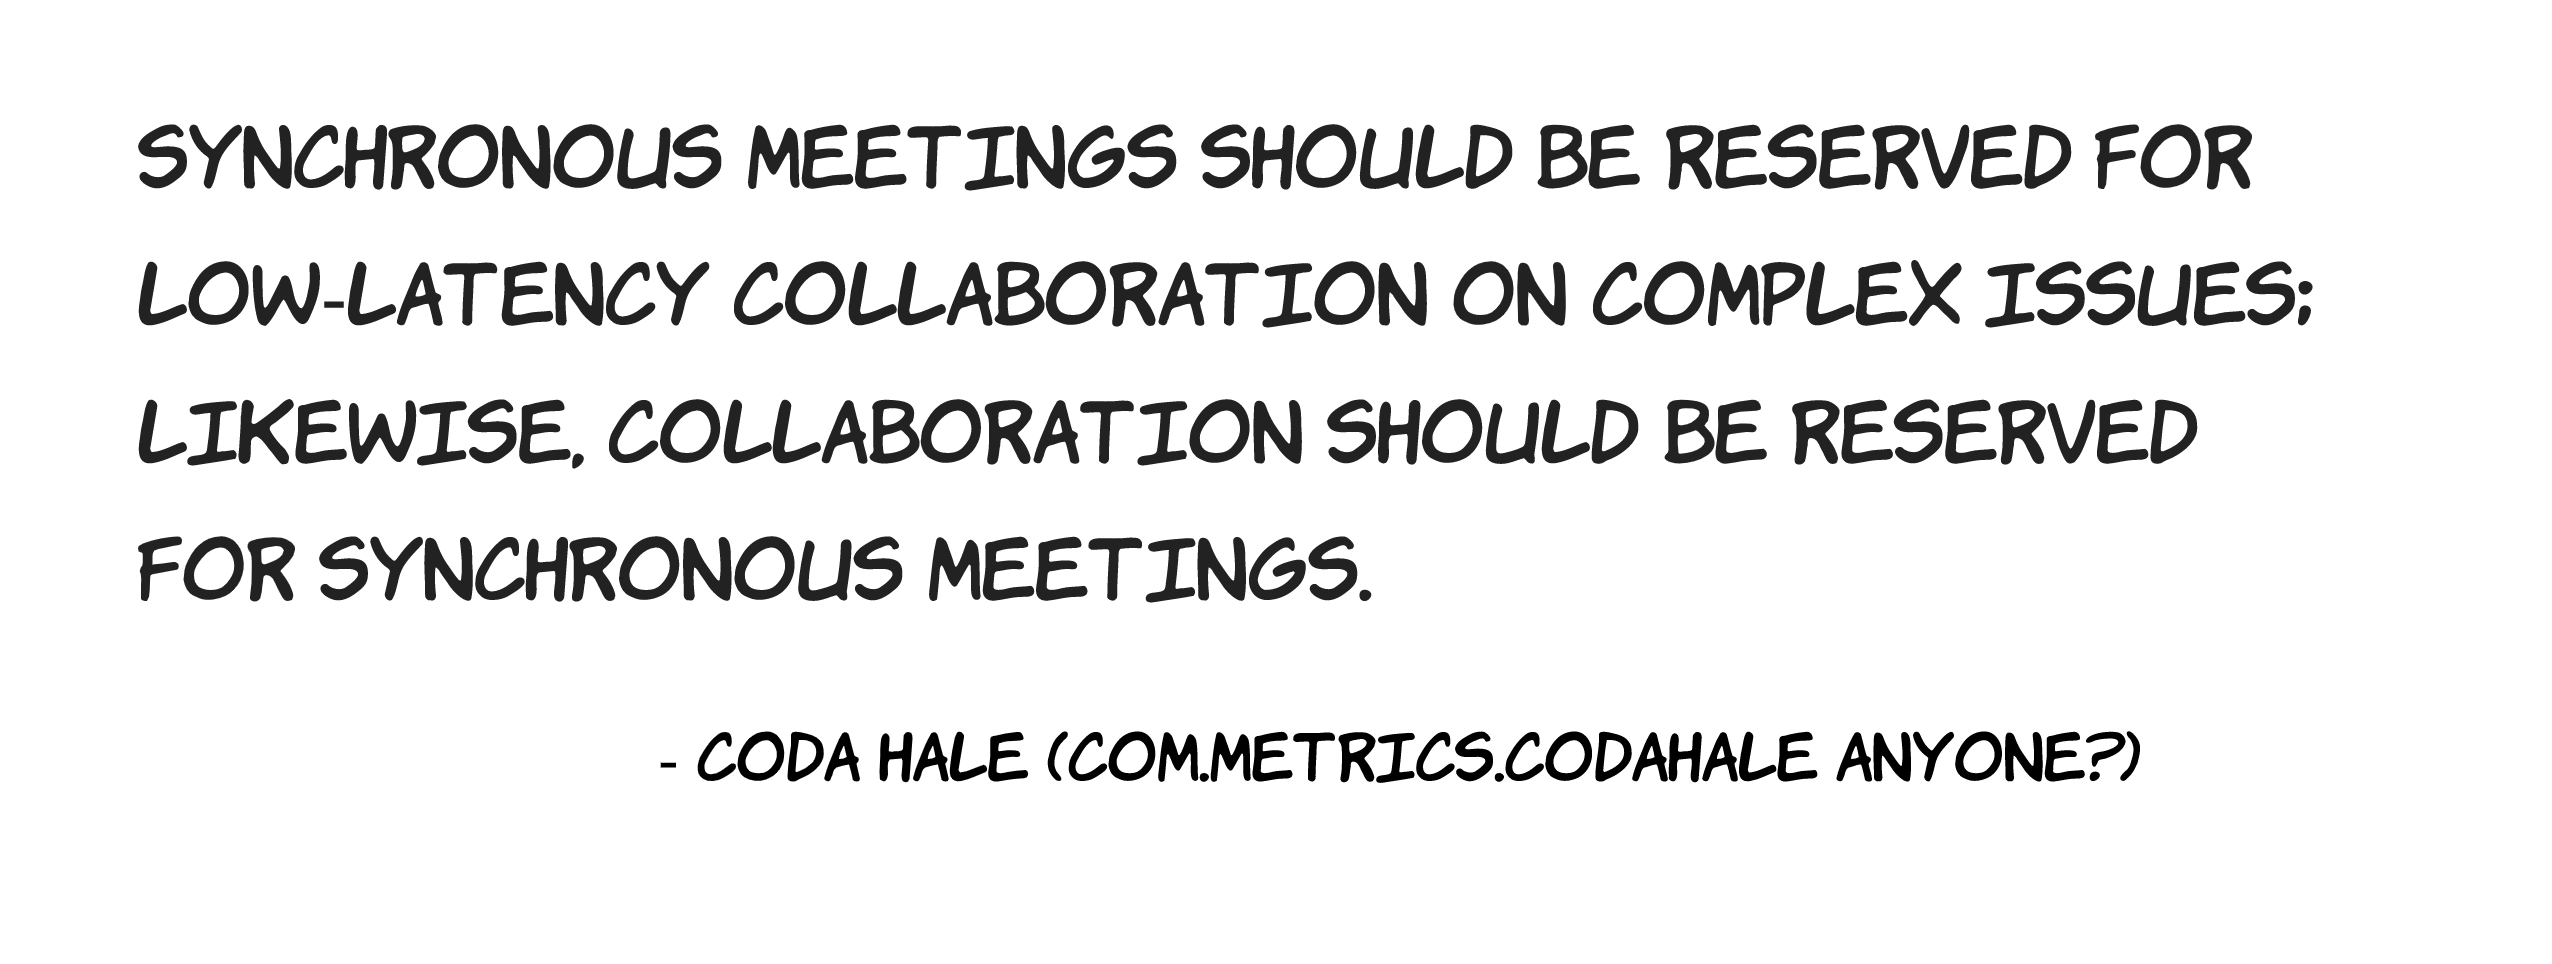 SYNCHRONOUS MEETINGS SHOULD BE RESERVED FOR
LOW-LATENCY COLLABORATION ON COMPLEX ISSUES;
LIKEWISE, COLLABORATION SHOULD BE RESERVED
FOR SYNCHRONOUS MEETINGS.
- CODA HALE (COM.METRICS.CODAHALE ANYONE?)